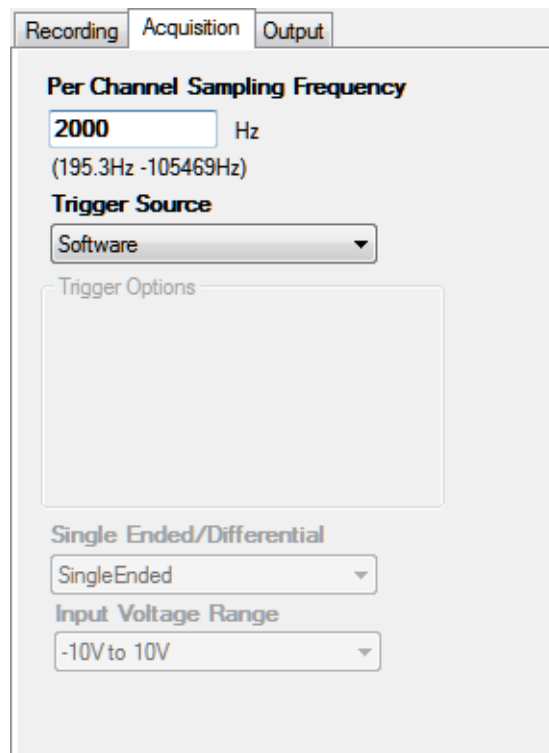 Recording Acquisition Output
Per Channel Sampling Frequency
2000 Hz
(195.3Hz -105469Hz)
Trigger Source
Software
Trigger Options
Single Ended/Differential
SingleEnded
Input Voltage Range
-10V to 10V